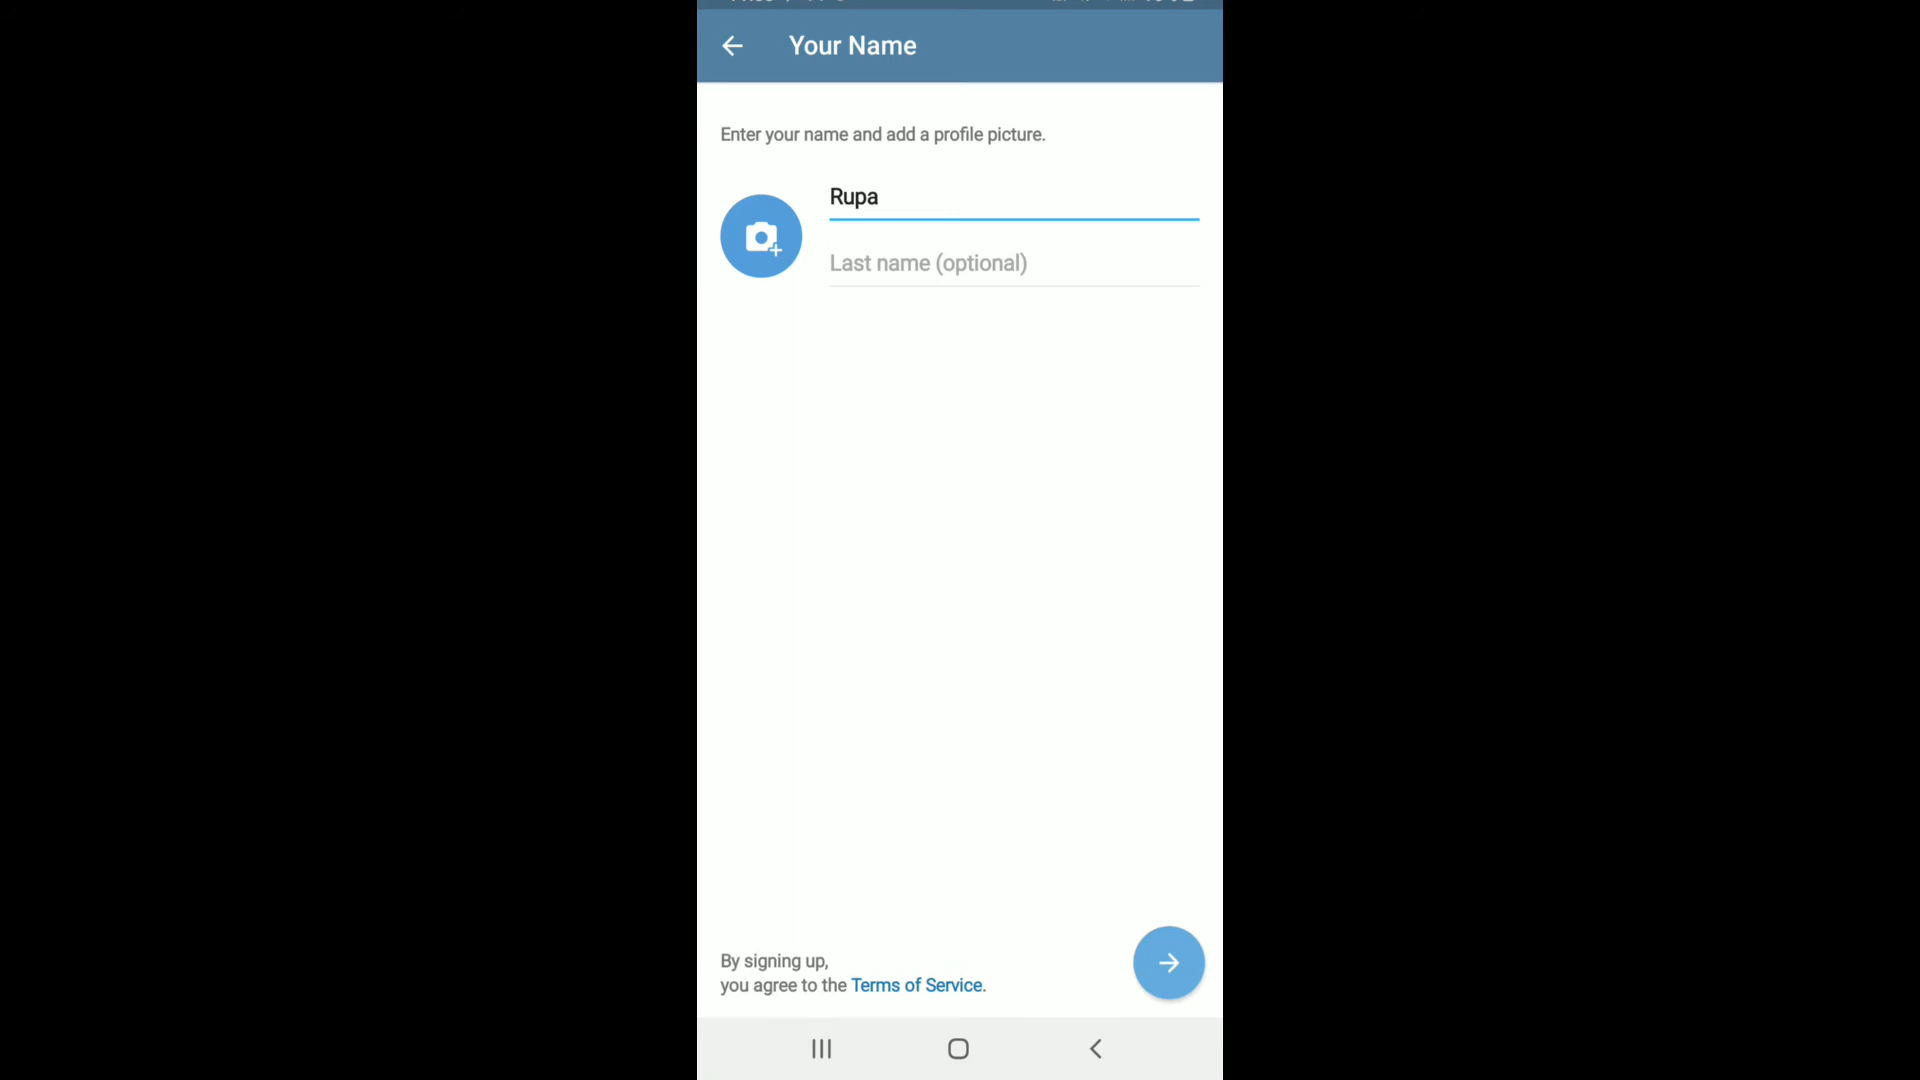 Your Name
Enter your name and add a profile picture.
Rupa
Last name (optional)
By signing up,
you agree to the Terms of Service.